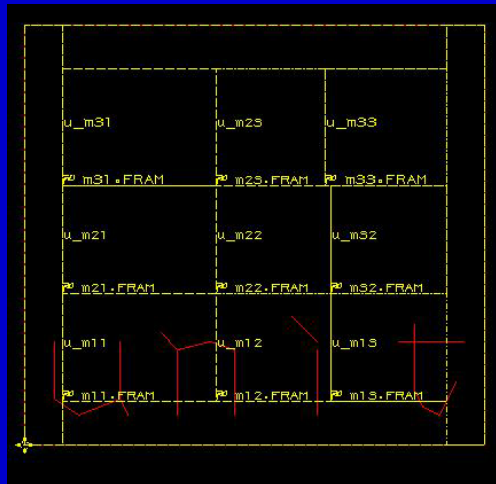 u_m31 u_m23 u_m33
m31.FRAM m23.FRAM m33.FRAM
u_m21 u_m22 u_m32
m21.FRAM m22.FRAM m32.FRAM
u_m11 u_m12 u_m13
m11.FRAM m12.FRAM m13.FRAM
unit